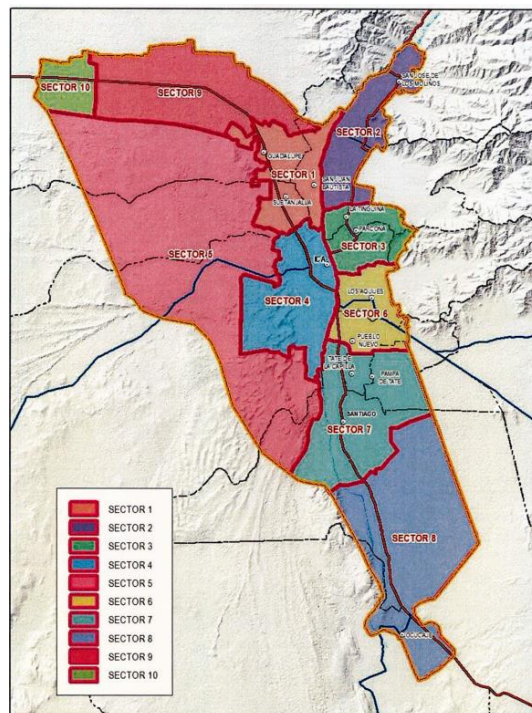 SECTOR 10
SECTOR 9
SAN JOSE DE
LOS MOLINOS
SECTOR 2
GUADALUPE
SECTOR 1
SAN JUAN
BAUTISTA
SUBTANJALLA
LA TINGUIÑA
PARCONA
SECTOR 3
SECTOR 5
ICA
SECTOR 4
LOS AQUIJES
SECTOR 6
PUEBLO
NUEVO
TATE DE
LA CAPILLA
PAMPA
DE TATE
SANTIAGO
SECTOR 7
SECTOR 8
OCUCAJE
SECTOR 1
SECTOR 2
SECTOR 3
SECTOR 4
SECTOR 5
SECTOR 6
SECTOR 7
SECTOR 8
SECTOR 9
SECTOR 10